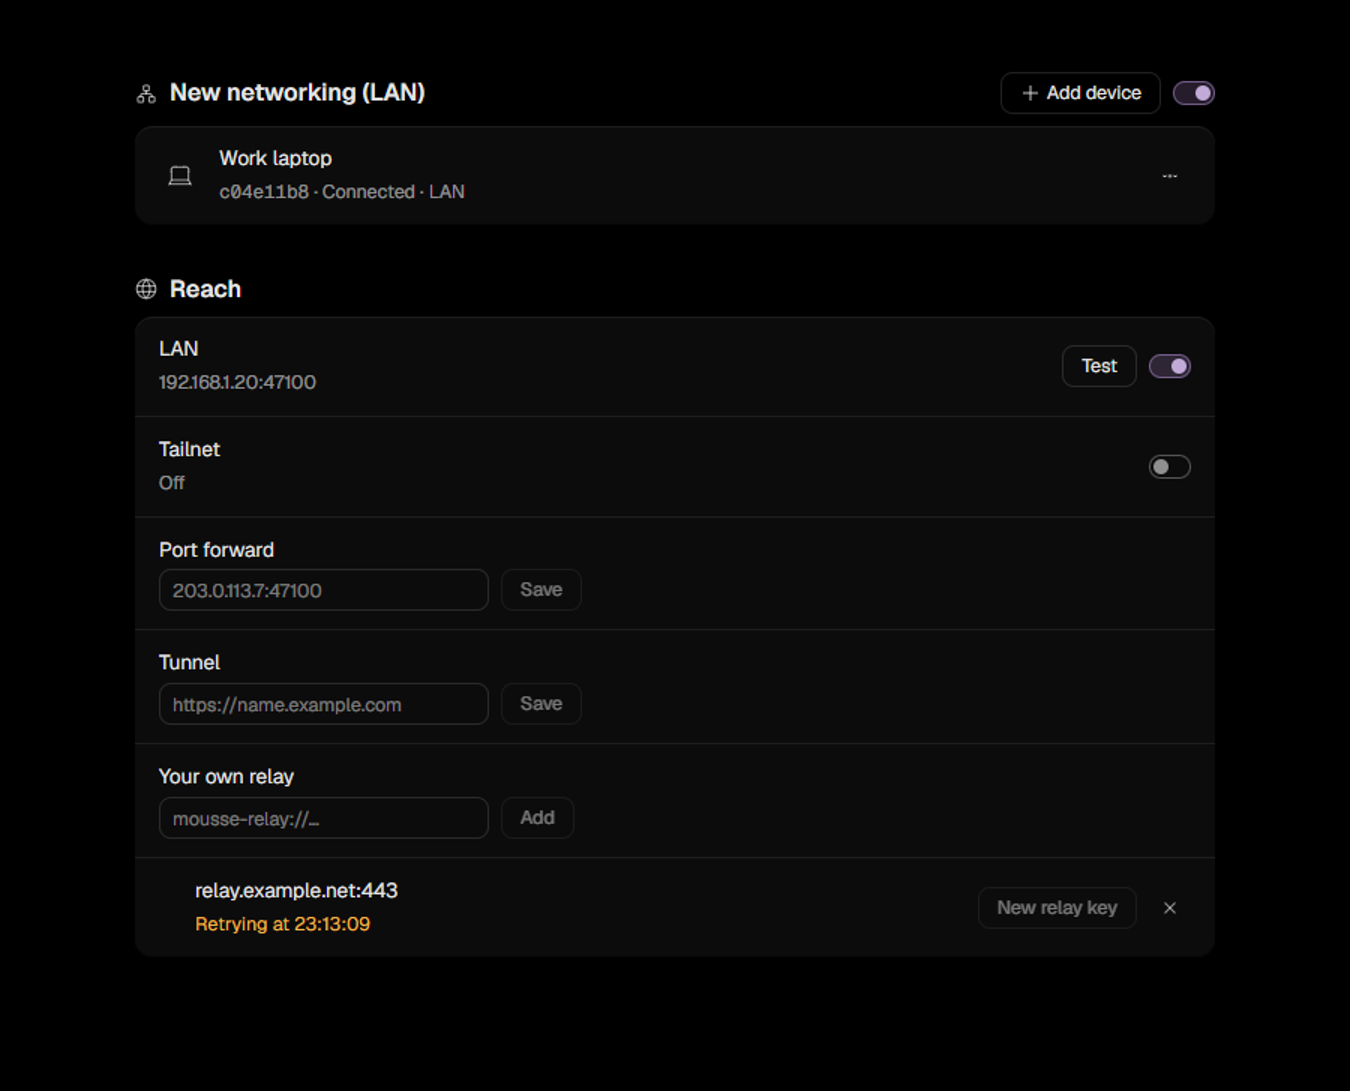 New networking (LAN)
+ Add device
Work laptop
c04e11b8 · Connected · LAN
Reach
LAN
192.168.1.20:47100
Test
Tailnet
Off
Port forward
203.0.113.7:47100
Save
Tunnel
https://name.example.com
Save
Your own relay
mousse-relay://…
Add
relay.example.net:443
Retrying at 23:13:09
New relay key